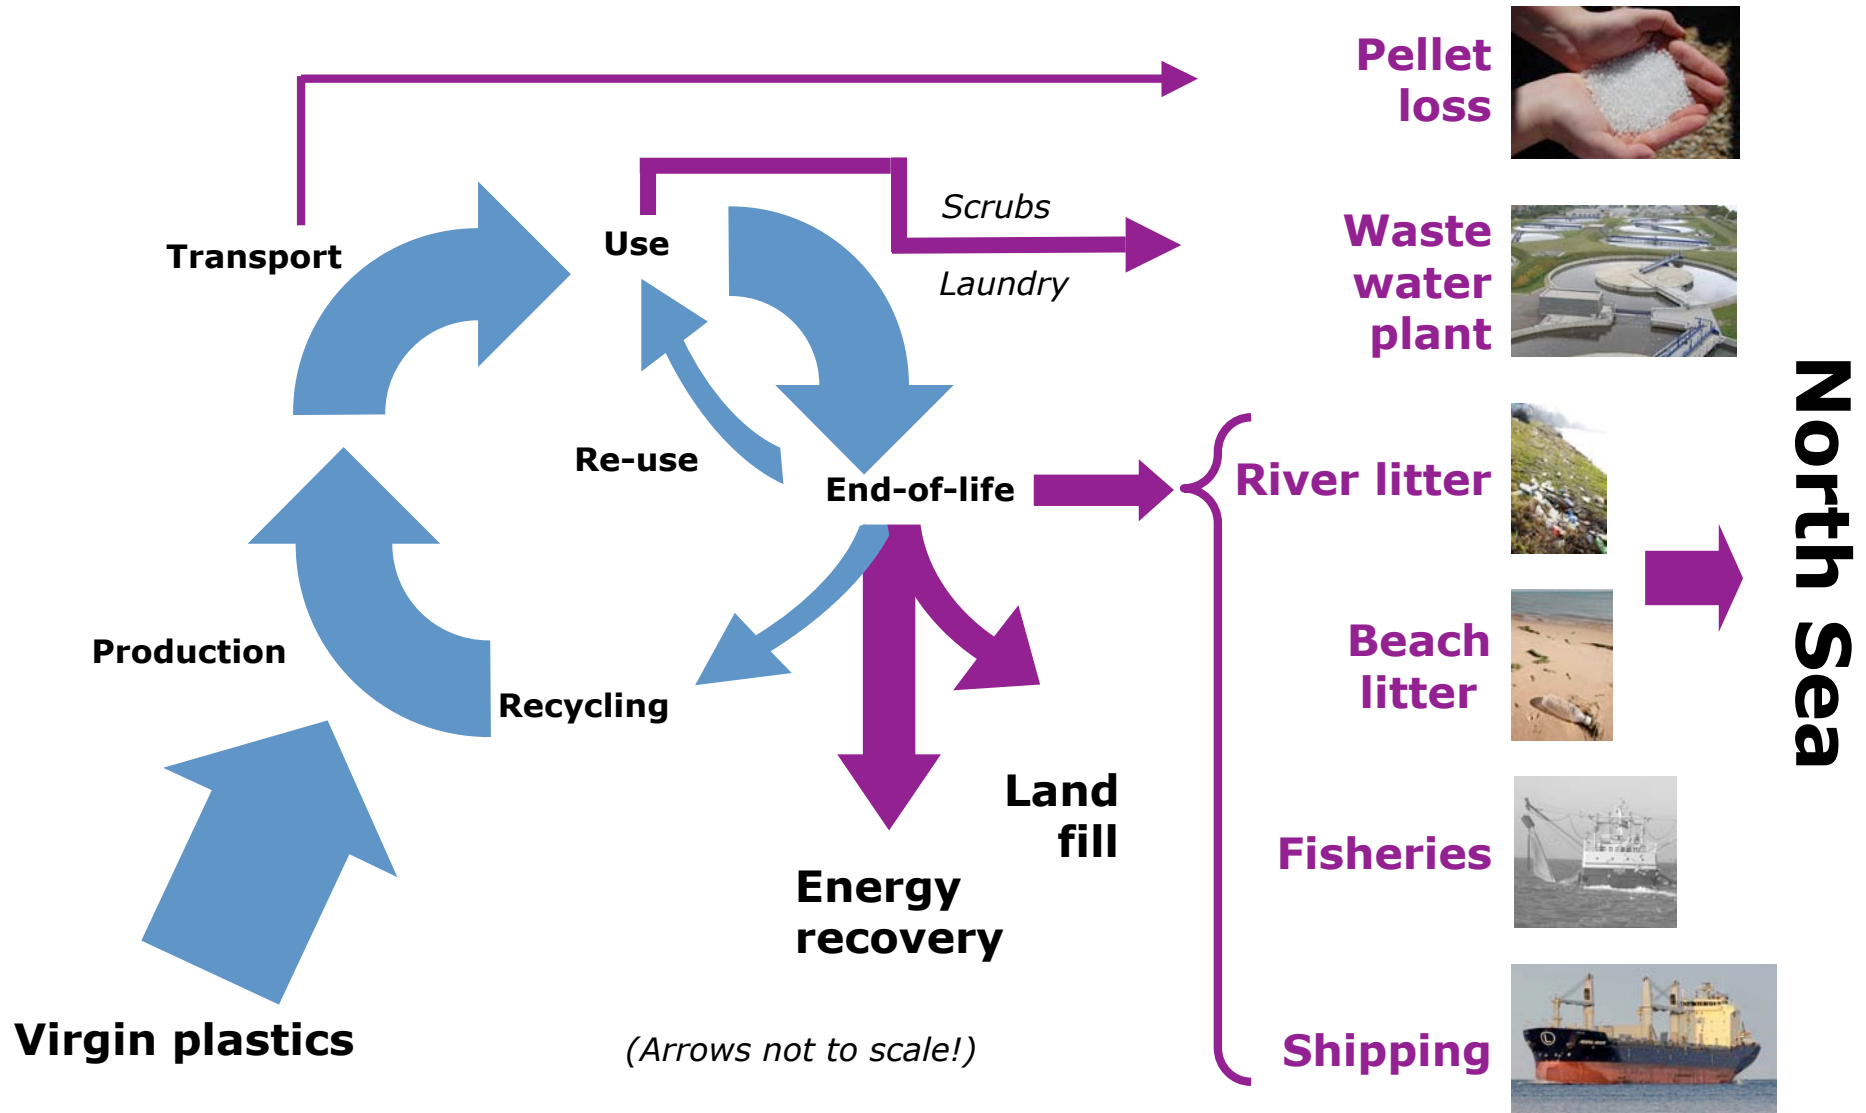 Pellet
loss
Transport
Use
Scrubs
Laundry
Waste
water
plant
Re-use
End-of-life
River litter
Production
Recycling
Beach
litter
Land
fill
Energy
recovery
Fisheries
Virgin plastics
(Arrows not to scale!)
Shipping
North Sea